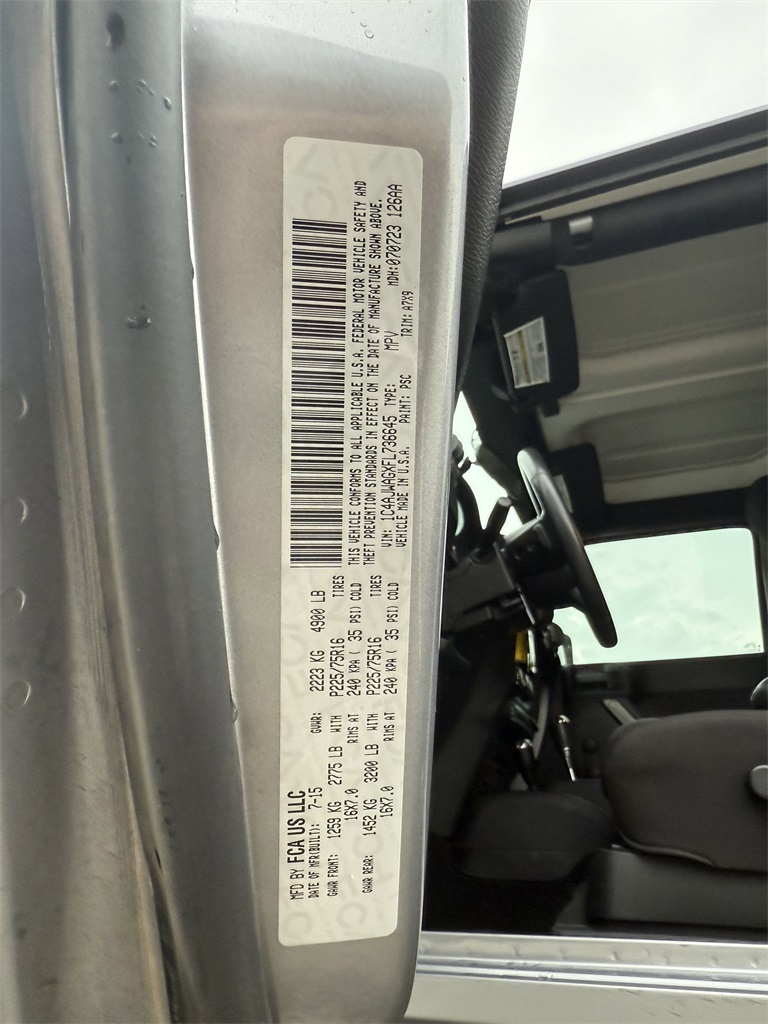 MFD BY FCA US LLC
DATE OF MFR(BUILT): 7-15 GVWR: 2223 KG 4900 LB
GAWR FRONT: 1259 KG 2775 LB WITH P225/75R16 TIRES
16X7.0 RIMS AT 240 KPA ( 35 PSI) COLD
GAWR REAR: 1452 KG 3200 LB WITH P225/75R16 TIRES
16X7.0 RIMS AT 240 KPA ( 35 PSI) COLD
THIS VEHICLE CONFORMS TO ALL APPLICABLE U.S.A. FEDERAL MOTOR VEHICLE SAFETY AND
THEFT PREVENTION STANDARDS IN EFFECT ON THE DATE OF MANUFACTURE SHOWN ABOVE.
VIN: 1C4AJWAGXFL736645 TYPE: MPV MDH:070723 126AA
VEHICLE MADE IN U.S.A. PAINT: PSC TRIM: A7X9